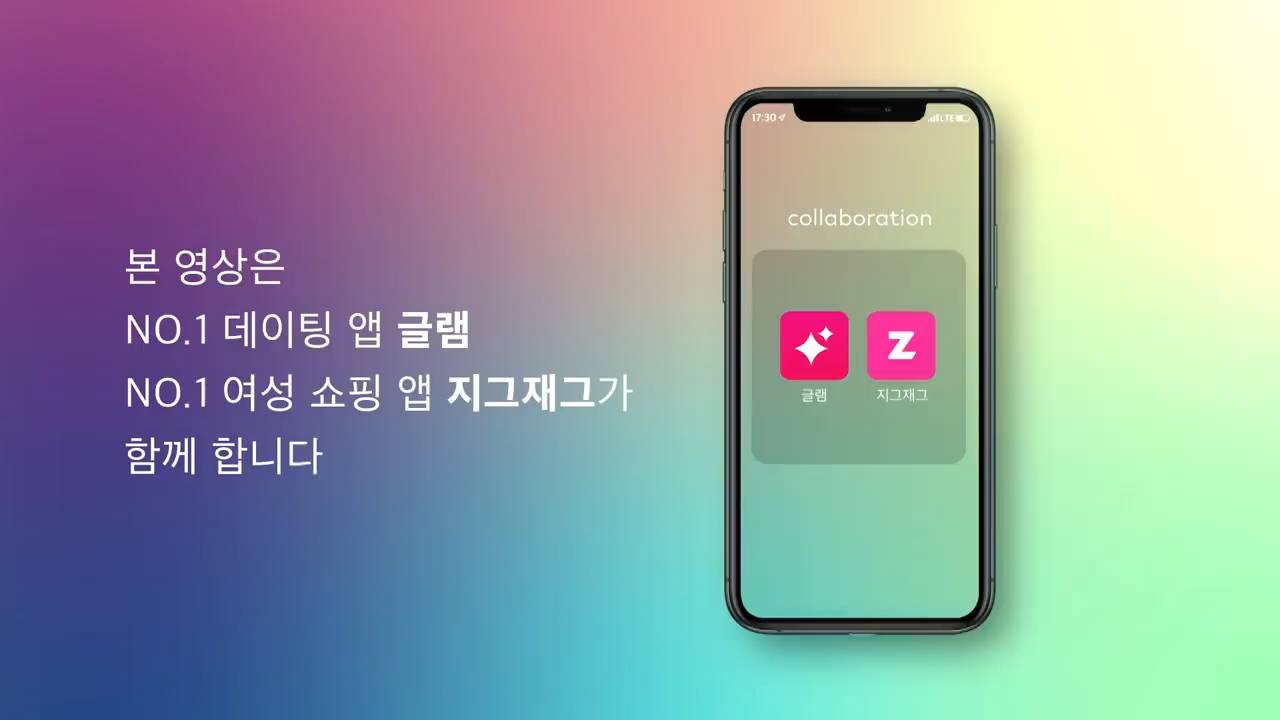 본 영상은
NO.1 데이팅 앱 글램
NO.1 여성 쇼핑 앱 지그재그가
함께 합니다
17:30
LTE
collaboration
Z
글램
지그재그